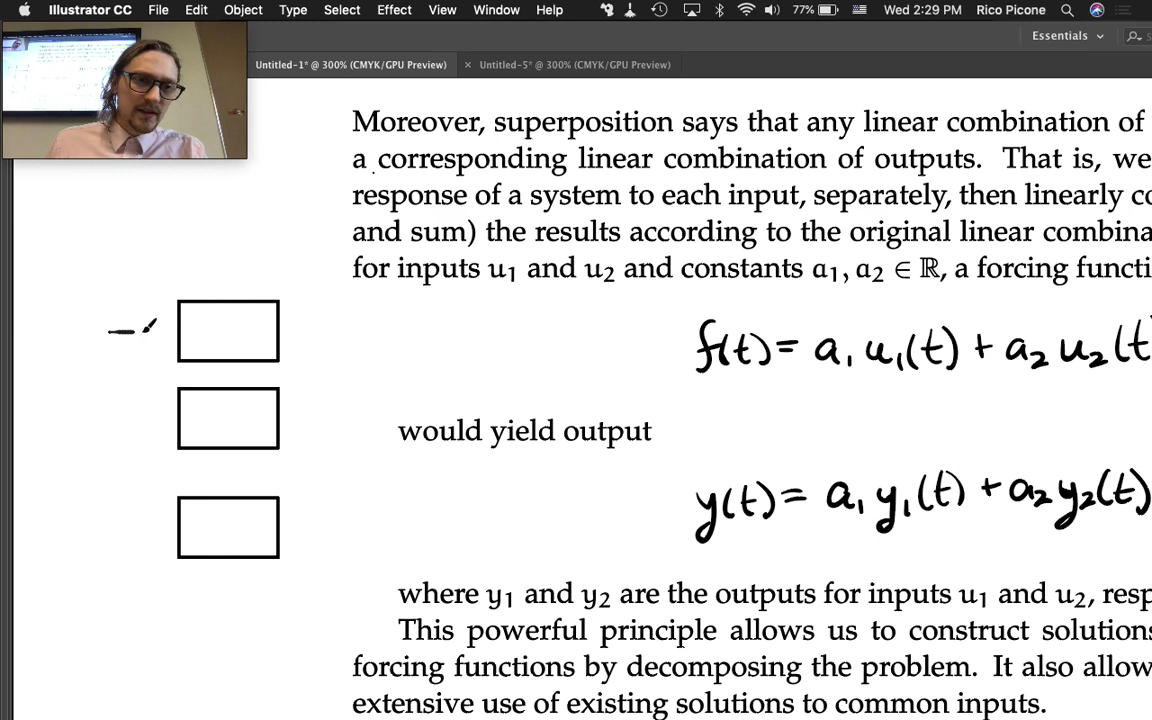 Illustrator CC File Edit Object Type Select Effect View Window Help 77% Wed 2:29 PM Rico Picone
Essentials
Untitled-1* @ 300% (CMYK/GPU Preview) × Untitled-5* @ 300% (CMYK/GPU Preview)
Moreover, superposition says that any linear combination of
a corresponding linear combination of outputs. That is, we
response of a system to each input, separately, then linearly co
and sum) the results according to the original linear combina
for inputs u₁ and u₂ and constants a₁, a₂ ∈ ℝ, a forcing functi
f(t) = a₁ u₁(t) + a₂ u₂(t)
would yield output
y(t) = a₁ y₁(t) + a₂ y₂(t)
where y₁ and y₂ are the outputs for inputs u₁ and u₂, resp
This powerful principle allows us to construct solutions
forcing functions by decomposing the problem. It also allow
extensive use of existing solutions to common inputs.